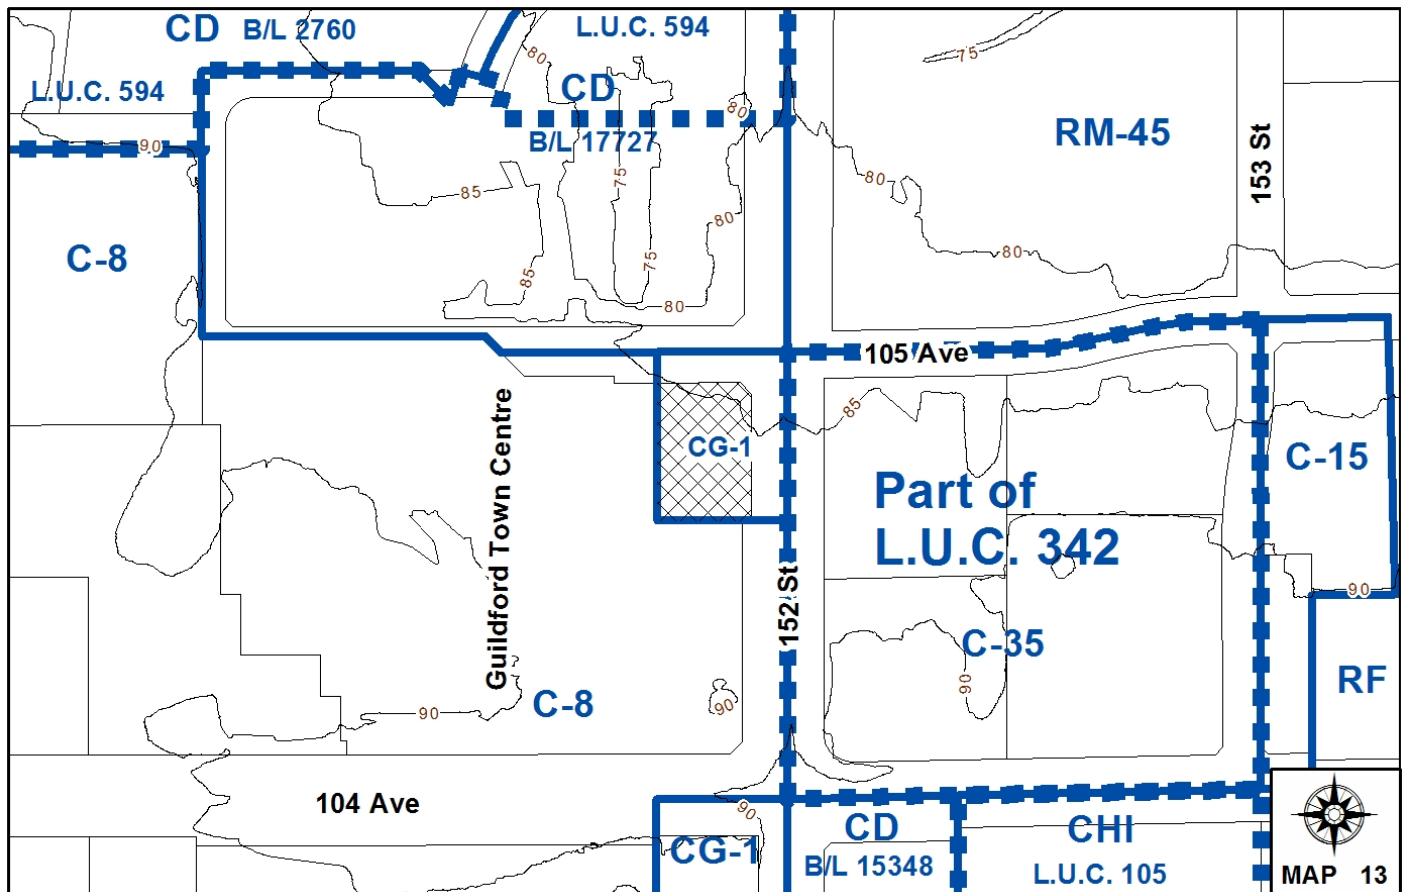 CD B/L 2760
L.U.C. 594
80
75
L.U.C. 594
CD
80
B/L 17727
90
RM-45
153 St
85
75
80
80
C-8
85
75
80
80
105 Ave
Guildford Town Centre
CG-1
85
C-15
Part of
L.U.C. 342
152 St
90
C-35
RF
90
C-8
90
90
104 Ave
90
CG-1
CD
B/L 15348
CHI
L.U.C. 105
MAP 13